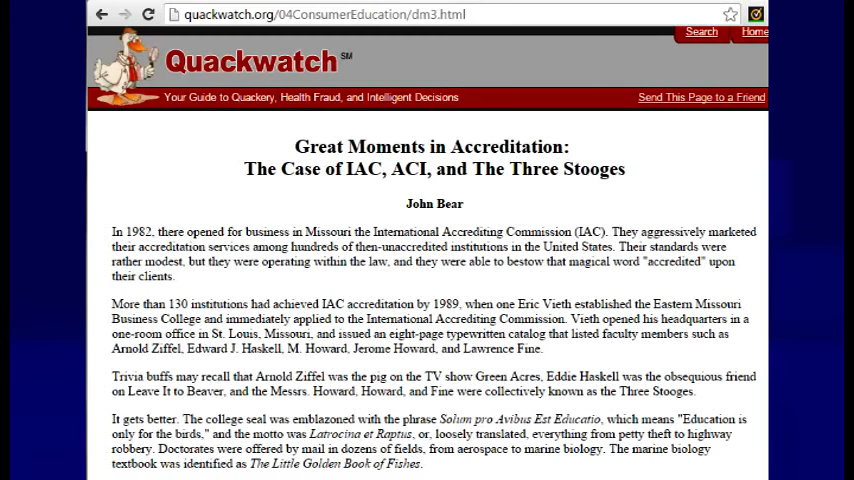 quackwatch.org/04ConsumerEducation/dm3.html
Search Home
Quackwatch SM
Your Guide to Quackery, Health Fraud, and Intelligent Decisions
Send This Page to a Friend
Great Moments in Accreditation:
The Case of IAC, ACI, and The Three Stooges
John Bear
In 1982, there opened for business in Missouri the International Accrediting Commission (IAC). They aggressively marketed
their accreditation services among hundreds of then-unaccredited institutions in the United States. Their standards were
rather modest, but they were operating within the law, and they were able to bestow that magical word "accredited" upon
their clients.
More than 130 institutions had achieved IAC accreditation by 1989, when one Eric Vieth established the Eastern Missouri
Business College and immediately applied to the International Accrediting Commission. Vieth opened his headquarters in a
one-room office in St. Louis, Missouri, and issued an eight-page typewritten catalog that listed faculty members such as
Arnold Ziffel, Edward J. Haskell, M. Howard, Jerome Howard, and Lawrence Fine.
Trivia buffs may recall that Arnold Ziffel was the pig on the TV show Green Acres, Eddie Haskell was the obsequious friend
on Leave It to Beaver, and the Messrs. Howard, Howard, and Fine were collectively known as the Three Stooges.
It gets better. The college seal was emblazoned with the phrase Solum pro Avibus Est Educatio, which means "Education is
only for the birds," and the motto was Latrocina et Raptus, or, loosely translated, everything from petty theft to highway
robbery. Doctorates were offered by mail in dozens of fields, from aerospace to marine biology. The marine biology
textbook was identified as The Little Golden Book of Fishes.